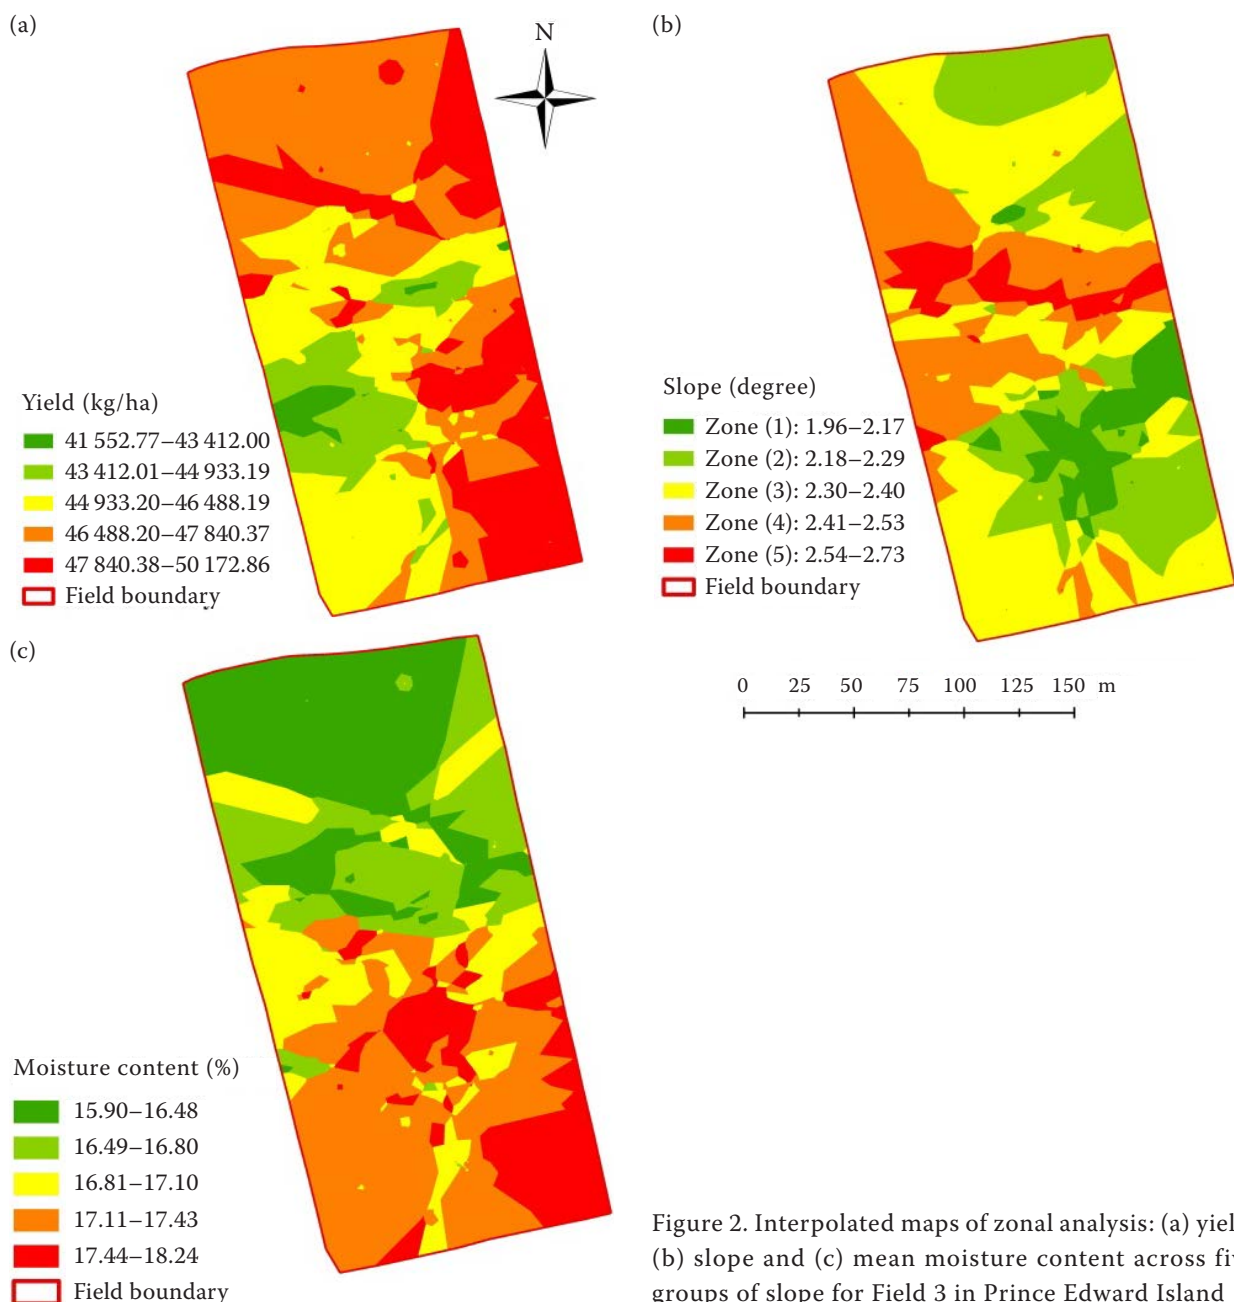 (a)
N
Yield (kg/ha)
41 552.77–43 412.00
43 412.01–44 933.19
44 933.20–46 488.19
46 488.20–47 840.37
47 840.38–50 172.86
Field boundary
(b)
Slope (degree)
Zone (1): 1.96–2.17
Zone (2): 2.18–2.29
Zone (3): 2.30–2.40
Zone (4): 2.41–2.53
Zone (5): 2.54–2.73
Field boundary
0 25 50 75 100 125 150 m
(c)
Moisture content (%)
15.90–16.48
16.49–16.80
16.81–17.10
17.11–17.43
17.44–18.24
Field boundary
Figure 2. Interpolated maps of zonal analysis: (a) yiel
(b) slope and (c) mean moisture content across fiv
groups of slope for Field 3 in Prince Edward Island